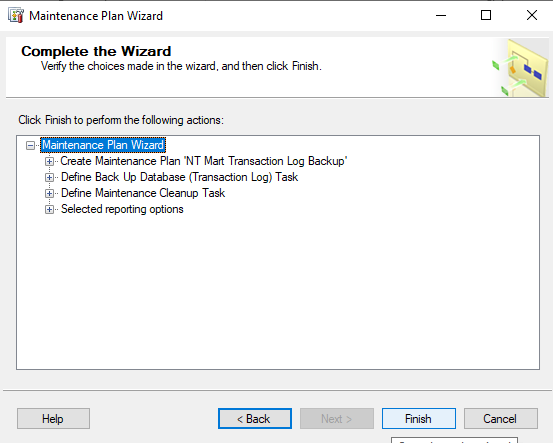 Maintenance Plan Wizard
Complete the Wizard
Verify the choices made in the wizard, and then click Finish.
Click Finish to perform the following actions:
Maintenance Plan Wizard
Create Maintenance Plan 'NT Mart Transaction Log Backup'
Define Back Up Database (Transaction Log) Task
Define Maintenance Cleanup Task
Selected reporting options
Help
< Back
Next >
Finish
Cancel